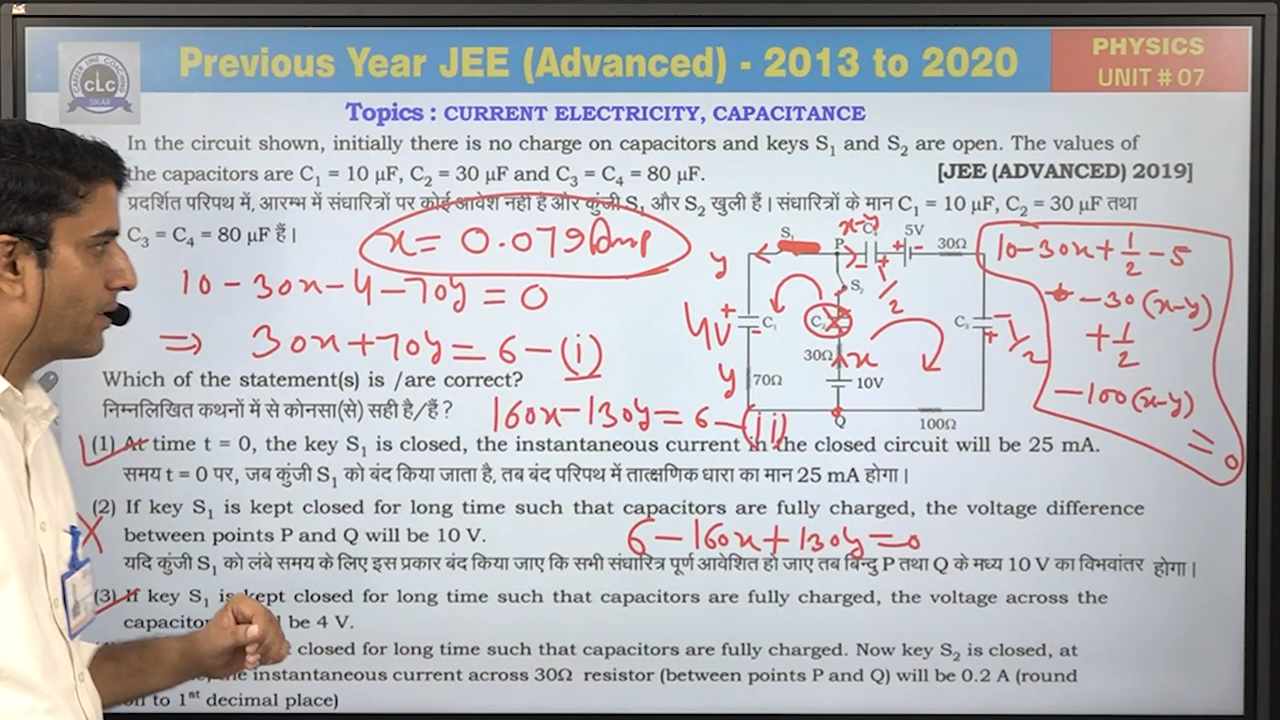 Previous Year JEE (Advanced) - 2013 to 2020
PHYSICS
UNIT # 07
CLC
SIKAR
Topics : CURRENT ELECTRICITY, CAPACITANCE
In the circuit shown, initially there is no charge on capacitors and keys S₁ and S₂ are open. The values of
the capacitors are C₁ = 10 μF, C₂ = 30 μF and C₃ = C₄ = 80 μF.
[JEE (ADVANCED) 2019]
प्रदर्शित परिपथ में, आरम्भ में संधारित्रों पर कोई आवेश नही है और कुंजी S₁ और S₂ खुली हैं। संधारित्रों के मान C₁ = 10 μF, C₂ = 30 μF तथा
C₃ = C₄ = 80 μF हैं।
x = 0.079 Amp
10-30x-4-70y=0
⇒ 30x+70y=6-(i)
160x-130y=6-(ii)
6-160x+130y=0
S₁
P
x-y
5V
30Ω
y
S₂
1/2
4V
C₁
C₃
1/2
30Ω
x
10V
y
70Ω
Q
100Ω
10-30x+1/2-5
-30(x-y)
+1/2
-100(x-y)
=0
Which of the statement(s) is /are correct?
निम्नलिखित कथनों में से कोनसा(से) सही है/हैं ?
(1) At time t = 0, the key S₁ is closed, the instantaneous current in the closed circuit will be 25 mA.
समय t = 0 पर, जब कुंजी S₁ को बंद किया जाता है, तब बंद परिपथ में तात्क्षणिक धारा का मान 25 mA होगा।
(2) If key S₁ is kept closed for long time such that capacitors are fully charged, the voltage difference
between points P and Q will be 10 V.
यदि कुंजी S₁ को लंबे समय के लिए इस प्रकार बंद किया जाए कि सभी संधारित्र पूर्ण आवेशित हो जाए तब बिन्दु P तथा Q के मध्य 10 V का विभवांतर होगा।
(3) If key S₁ is kept closed for long time such that capacitors are fully charged, the voltage across the
be 4 V.
closed for long time such that capacitors are fully charged. Now key S₂ is closed, at
instantaneous current across 30Ω resistor (between points P and Q) will be 0.2 A (round
to 1ˢᵗ decimal place)